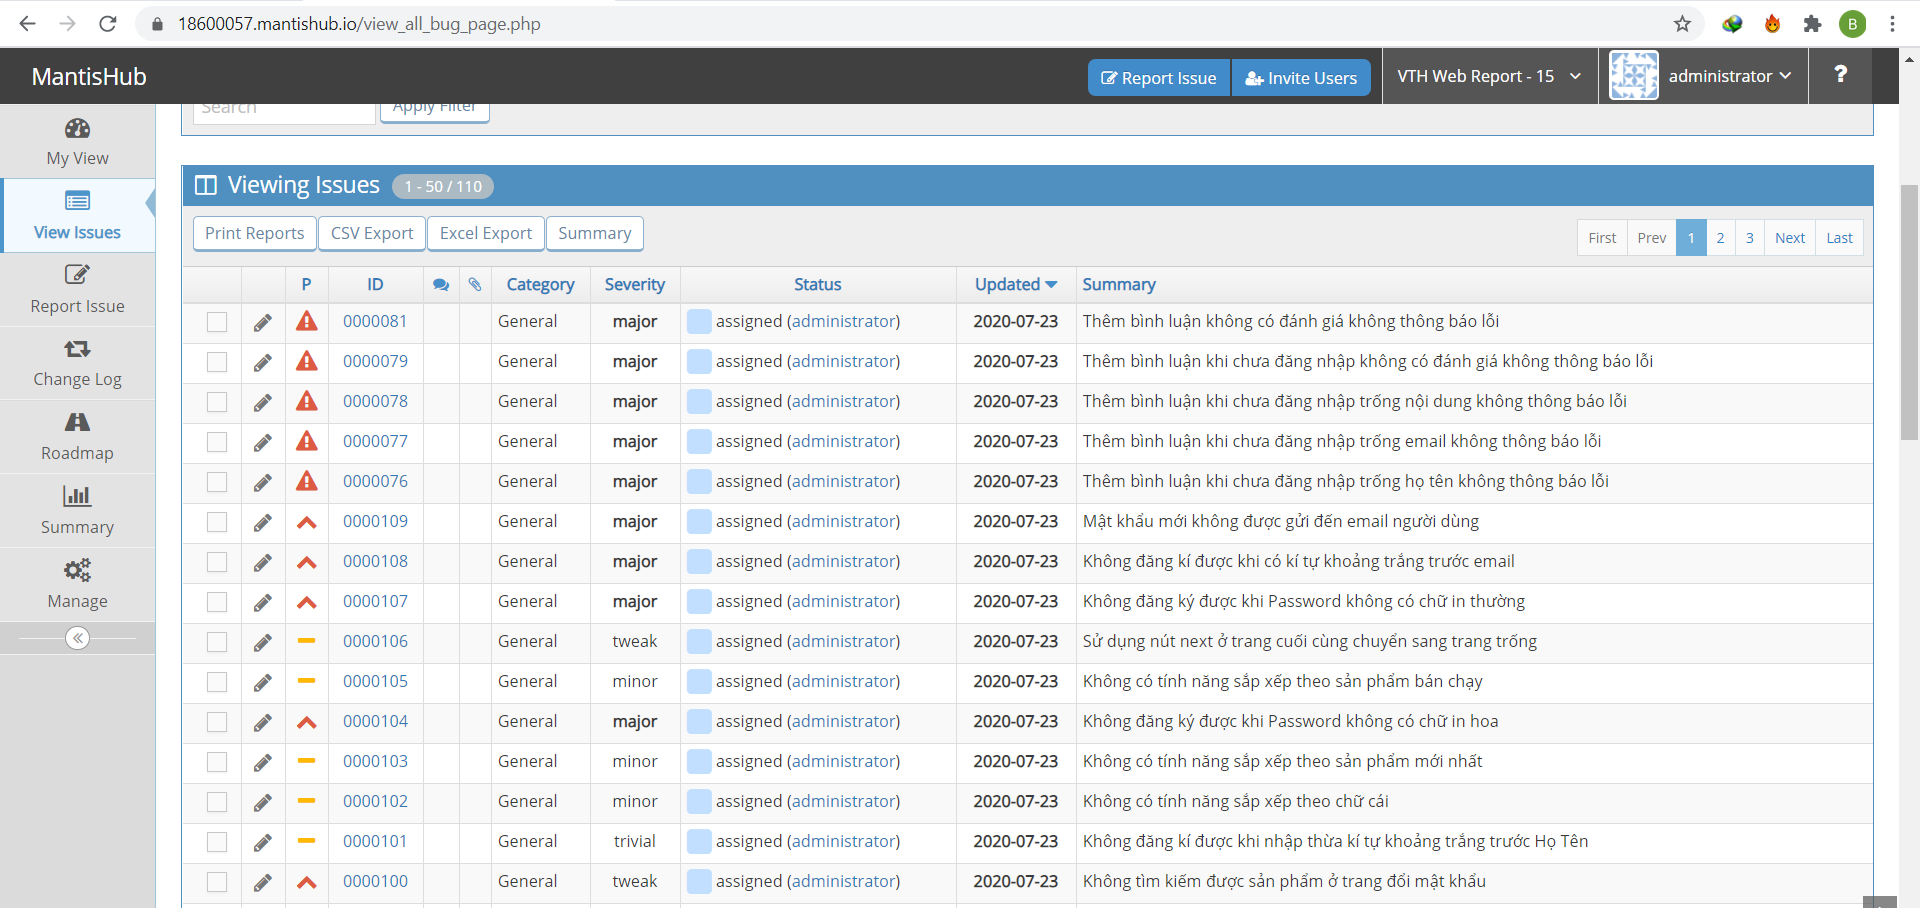 18600057.mantishub.io/view_all_bug_page.php
B
MantisHub
Report Issue
Invite Users
VTH Web Report - 15
administrator
?
Search
Apply Filter
My View
View Issues
Report Issue
Change Log
Roadmap
Summary
Manage
Viewing Issues 1 - 50 / 110
Print Reports CSV Export Excel Export Summary
First Prev 1 2 3 Next Last
P ID Category Severity Status Updated Summary
0000081 General major assigned (administrator) 2020-07-23 Thêm bình luận không có đánh giá không thông báo lỗi
0000079 General major assigned (administrator) 2020-07-23 Thêm bình luận khi chưa đăng nhập không có đánh giá không thông báo lỗi
0000078 General major assigned (administrator) 2020-07-23 Thêm bình luận khi chưa đăng nhập trống nội dung không thông báo lỗi
0000077 General major assigned (administrator) 2020-07-23 Thêm bình luận khi chưa đăng nhập trống email không thông báo lỗi
0000076 General major assigned (administrator) 2020-07-23 Thêm bình luận khi chưa đăng nhập trống họ tên không thông báo lỗi
0000109 General major assigned (administrator) 2020-07-23 Mật khẩu mới không được gửi đến email người dùng
0000108 General major assigned (administrator) 2020-07-23 Không đăng kí được khi có kí tự khoảng trắng trước email
0000107 General major assigned (administrator) 2020-07-23 Không đăng ký được khi Password không có chữ in thường
0000106 General tweak assigned (administrator) 2020-07-23 Sử dụng nút next ở trang cuối cùng chuyển sang trang trống
0000105 General minor assigned (administrator) 2020-07-23 Không có tính năng sắp xếp theo sản phẩm bán chạy
0000104 General major assigned (administrator) 2020-07-23 Không đăng ký được khi Password không có chữ in hoa
0000103 General minor assigned (administrator) 2020-07-23 Không có tính năng sắp xếp theo sản phẩm mới nhất
0000102 General minor assigned (administrator) 2020-07-23 Không có tính năng sắp xếp theo chữ cái
0000101 General trivial assigned (administrator) 2020-07-23 Không đăng kí được khi nhập thừa kí tự khoảng trắng trước Họ Tên
0000100 General tweak assigned (administrator) 2020-07-23 Không tìm kiếm được sản phẩm ở trang đổi mật khẩu